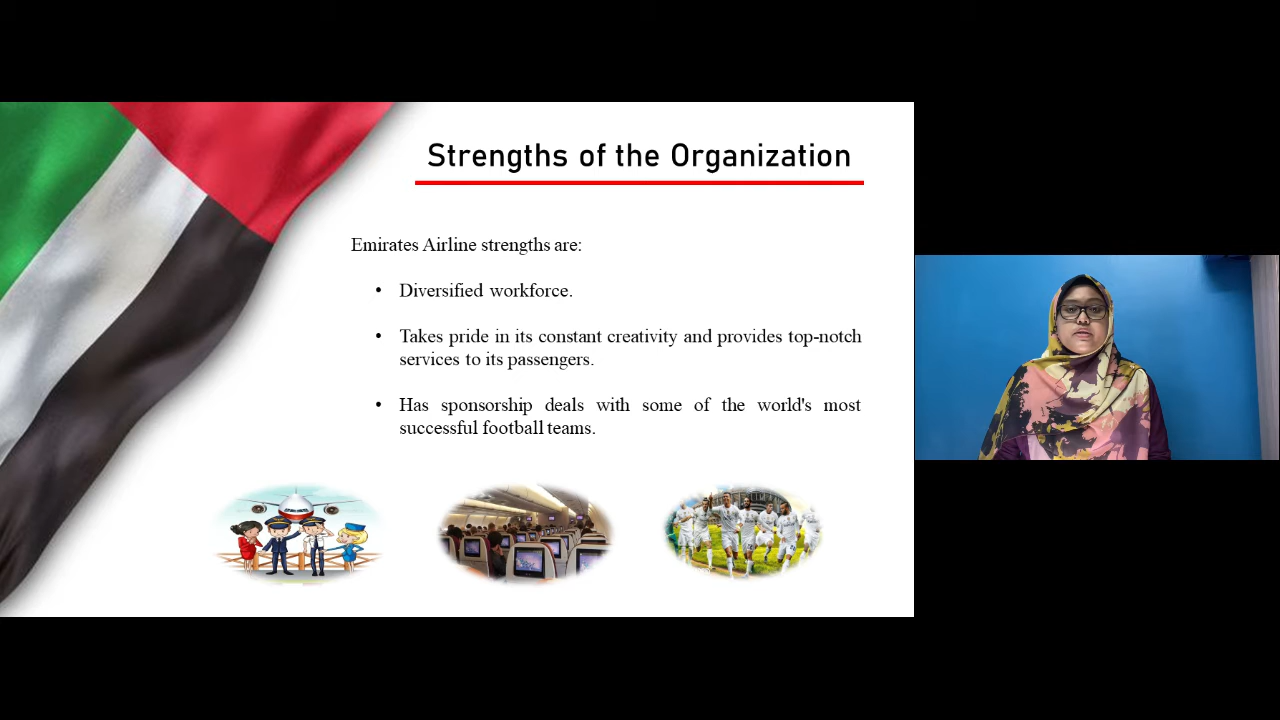 Strengths of the Organization
Emirates Airline strengths are:
• Diversified workforce.
• Takes pride in its constant creativity and provides top-notch
services to its passengers.
• Has sponsorship deals with some of the world's most
successful football teams.